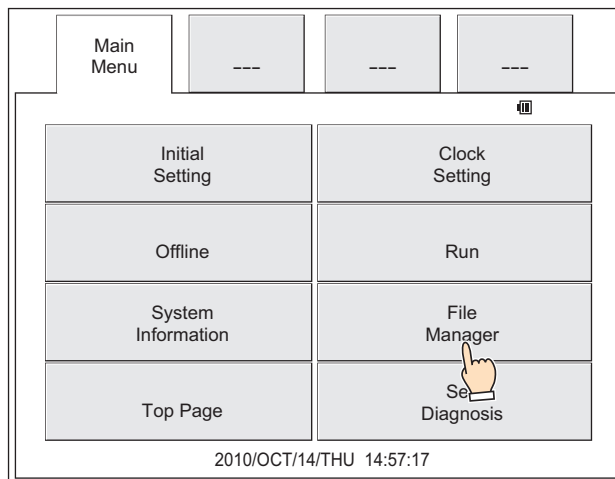 Main
Menu
---
---
---
Initial
Setting
Clock
Setting
Offline
Run
System
Information
File
Manager
Top Page
Diagnosis
2010/OCT/14/THU 14:57:17